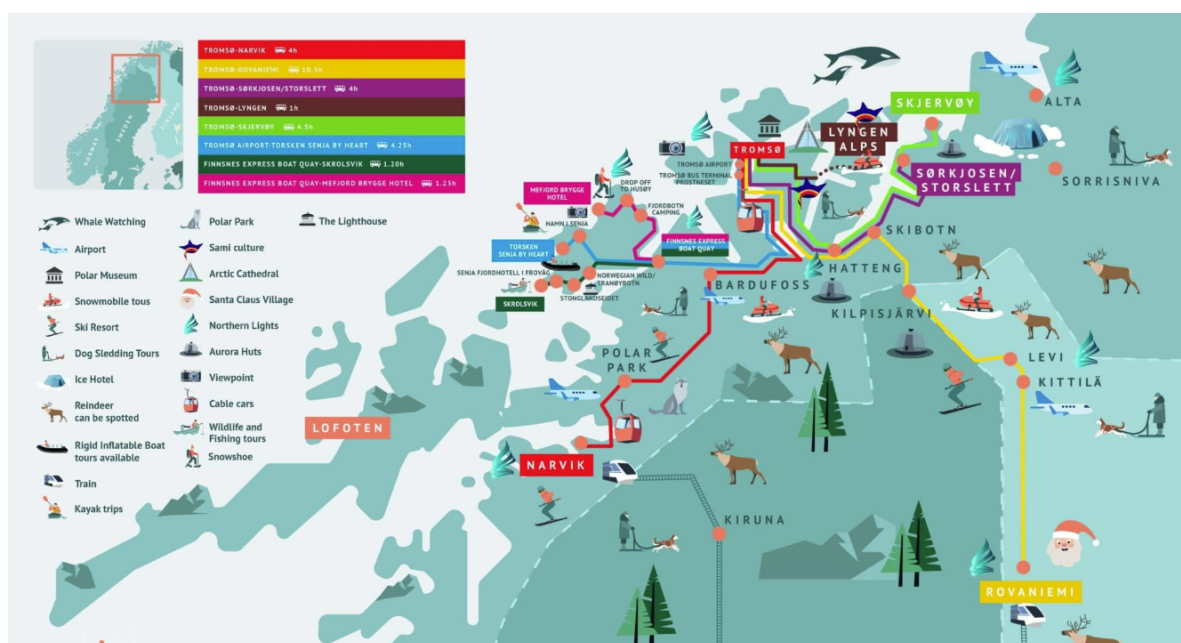 NORWAY
SWEDEN
FINLAND
TROMSØ-NARVIK 4h
TROMSØ-ROVANIEMI 10.5h
TROMSØ-SØRKJOSEN/STORSLETT 4h
TROMSØ-LYNGEN 1h
TROMSØ-SKJERVØY 4.5h
TROMSØ AIRPORT-TORSKEN SENJA BY HEART 4.25h
FINNSNES EXPRESS BOAT QUAY-SKROLSVIK 1.20h
FINNSNES EXPRESS BOAT QUAY-MEFJORD BRYGGE HOTEL 1.25h
Whale Watching
Airport
Polar Museum
Snowmobile tours
Ski Resort
Dog Sledding Tours
Ice Hotel
Reindeer
can be spotted
Rigid Inflatable Boat
tours available
Train
Kayak trips
Polar Park
Sami culture
Arctic Cathedral
Santa Claus Village
Northern Lights
Aurora Huts
Viewpoint
Cable cars
Wildlife and
Fishing tours
Snowshoe
The Lighthouse
SKJERVØY
ALTA
LYNGEN
ALPS
TROMSØ
TROMSØ AIRPORT
TROMSØ BUS TERMINAL
PROSTNESET
SØRKJOSEN/
STORSLETT
SORRISNIVA
MEFJORD BRYGGE
HOTEL
DROP OFF
TO HUSØY
HAMN I SENJA
FJORDBOTN
CAMPING
TORSKEN
SENJA BY HEART
FINNSNES EXPRESS
BOAT QUAY
SKIBOTN
HATTENG
SENJA FJORDHOTELL I FROVÅG
NORWEGIAN WILD/
TRANØYBOTN
STONGLANDSEIDET
SKROLSVIK
BARDUFOSS
KILPISJÄRVI
POLAR
PARK
LEVI
KITTILÄ
LOFOTEN
NARVIK
KIRUNA
ROVANIEMI